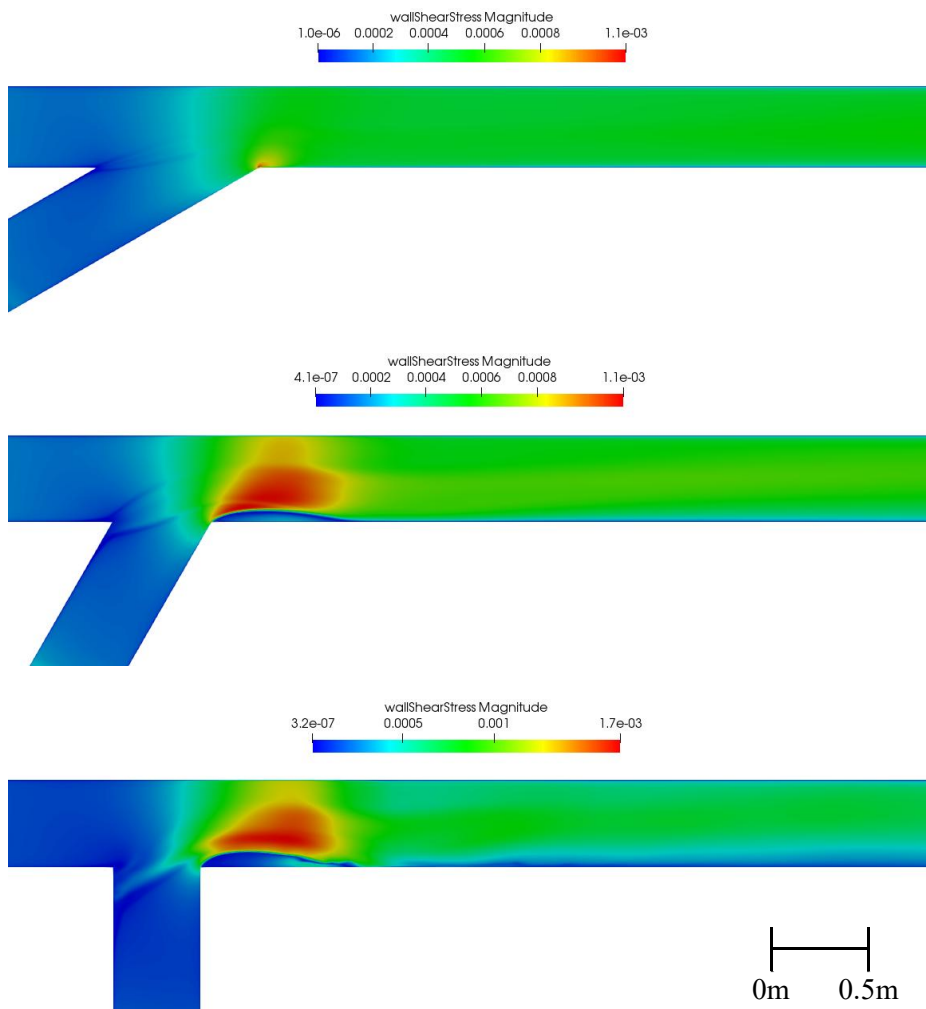 wallShearStress Magnitude
1.0e-06 0.0002 0.0004 0.0006 0.0008 1.1e-03
wallShearStress Magnitude
4.1e-07 0.0002 0.0004 0.0006 0.0008 1.1e-03
wallShearStress Magnitude
3.2e-07 0.0005 0.001 1.7e-03
0m 0.5m